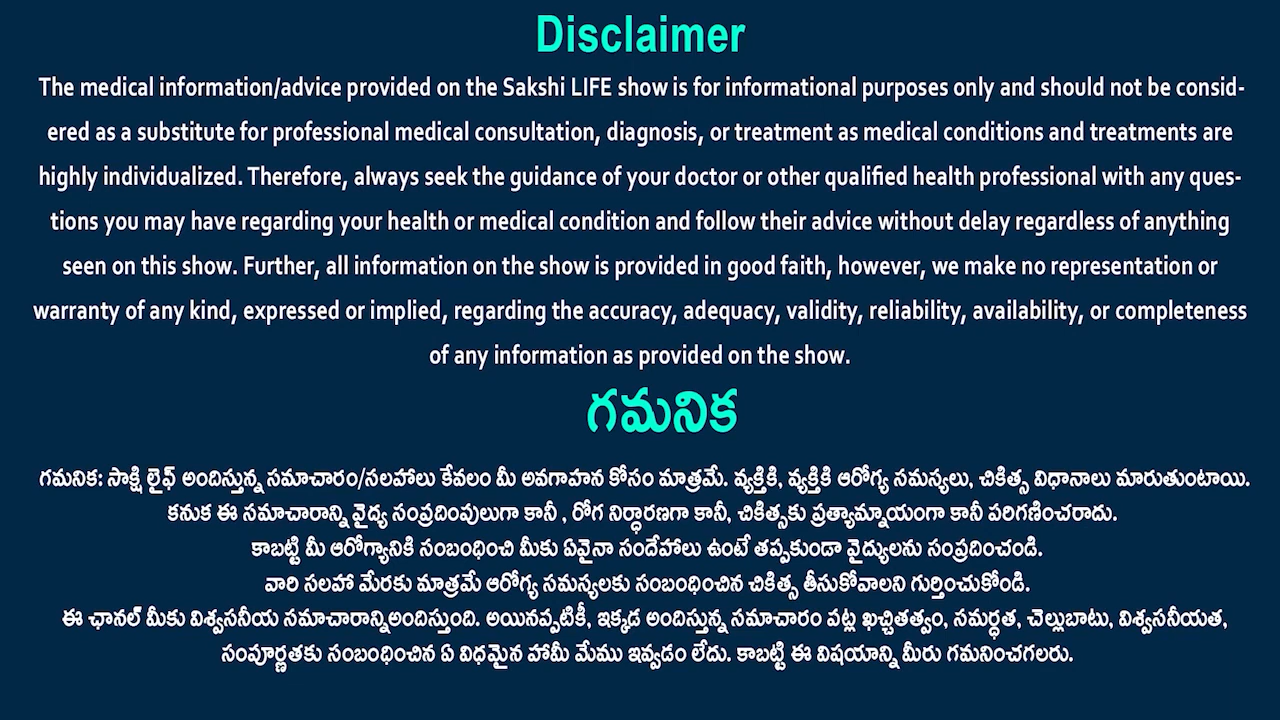 Disclaimer
The medical information/advice provided on the Sakshi LIFE show is for informational purposes only and should not be consid-
ered as a substitute for professional medical consultation, diagnosis, or treatment as medical conditions and treatments are
highly individualized. Therefore, always seek the guidance of your doctor or other qualified health professional with any ques-
tions you may have regarding your health or medical condition and follow their advice without delay regardless of anything
seen on this show. Further, all information on the show is provided in good faith, however, we make no representation or
warranty of any kind, expressed or implied, regarding the accuracy, adequacy, validity, reliability, availability, or completeness
of any information as provided on the show.
గమనిక
గమనిక: సాక్షి లైఫ్ అందిస్తున్న సమాచారం/సలహాలు కేవలం మీ అవగాహన కోసం మాత్రమే. వ్యక్తికి, వ్యక్తికి ఆరోగ్య సమస్యలు, చికిత్స విధానాలు మారుతుంటాయి.
కనుక ఈ సమాచారాన్ని వైద్య సంప్రదింపులుగా కానీ , రోగ నిర్ధారణగా కానీ, చికిత్సకు ప్రత్యామ్నాయంగా కానీ పరిగణించరాదు.
కాబట్టి మీ ఆరోగ్యానికి సంబంధించి మీకు ఏవైనా సందేహాలు ఉంటే తప్పకుండా వైద్యులను సంప్రదించండి.
వారి సలహా మేరకు మాత్రమే ఆరోగ్య సమస్యలకు సంబంధించిన చికిత్స తీసుకోవాలని గుర్తించుకోండి.
ఈ ఛానల్ మీకు విశ్వసనీయ సమాచారాన్నిఅందిస్తుంది. అయినప్పటికీ, ఇక్కడ అందిస్తున్న సమాచారం పట్ల ఖచ్చితత్వం, సమర్ధత, చెల్లుబాటు, విశ్వసనీయత,
సంపూర్ణతకు సంబంధించిన ఏ విధమైన హామీ మేము ఇవ్వడం లేదు. కాబట్టి ఈ విషయాన్ని మీరు గమనించగలరు.